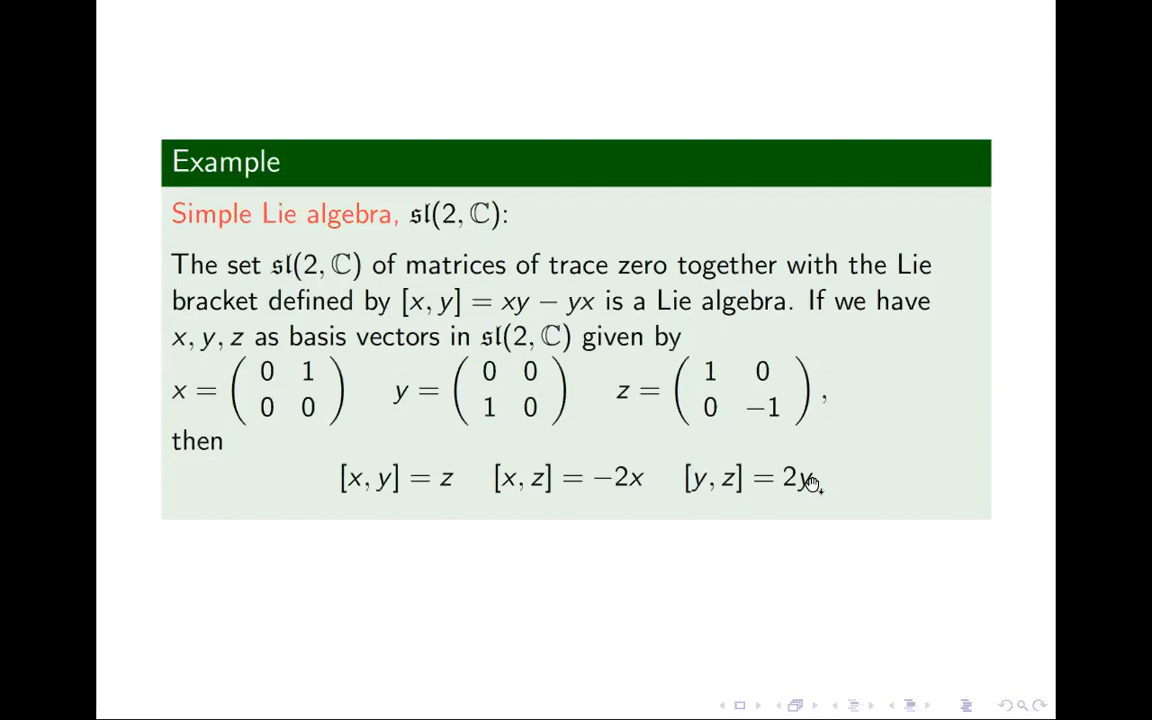 Example
Simple Lie algebra, 𝔰𝔩(2, ℂ):
The set 𝔰𝔩(2, ℂ) of matrices of trace zero together with the Lie
bracket defined by [x, y] = xy − yx is a Lie algebra. If we have
x, y, z as basis vectors in 𝔰𝔩(2, ℂ) given by
x = ( 0 1 ; 0 0 ) y = ( 0 0 ; 1 0 ) z = ( 1 0 ; 0 −1 ) ,
then
[x, y] = z [x, z] = −2x [y, z] = 2y.